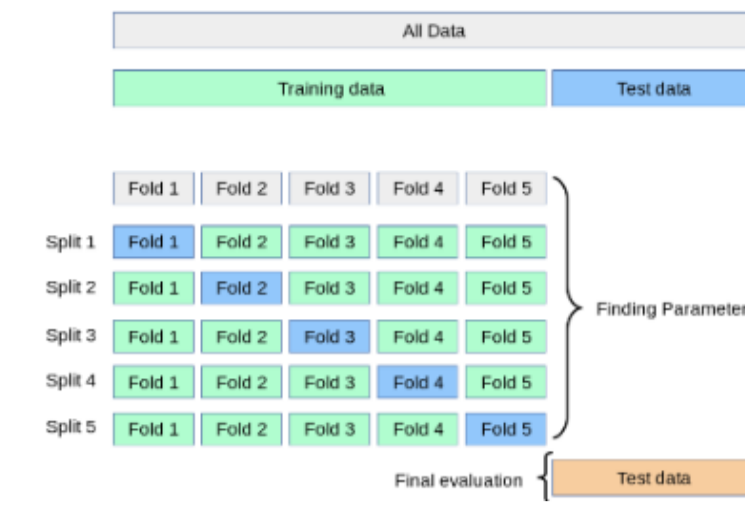 All Data
Training data Test data
Fold 1 Fold 2 Fold 3 Fold 4 Fold 5
Split 1 Fold 1 Fold 2 Fold 3 Fold 4 Fold 5
Split 2 Fold 1 Fold 2 Fold 3 Fold 4 Fold 5
Finding Parameter
Split 3 Fold 1 Fold 2 Fold 3 Fold 4 Fold 5
Split 4 Fold 1 Fold 2 Fold 3 Fold 4 Fold 5
Split 5 Fold 1 Fold 2 Fold 3 Fold 4 Fold 5
Final evaluation Test data